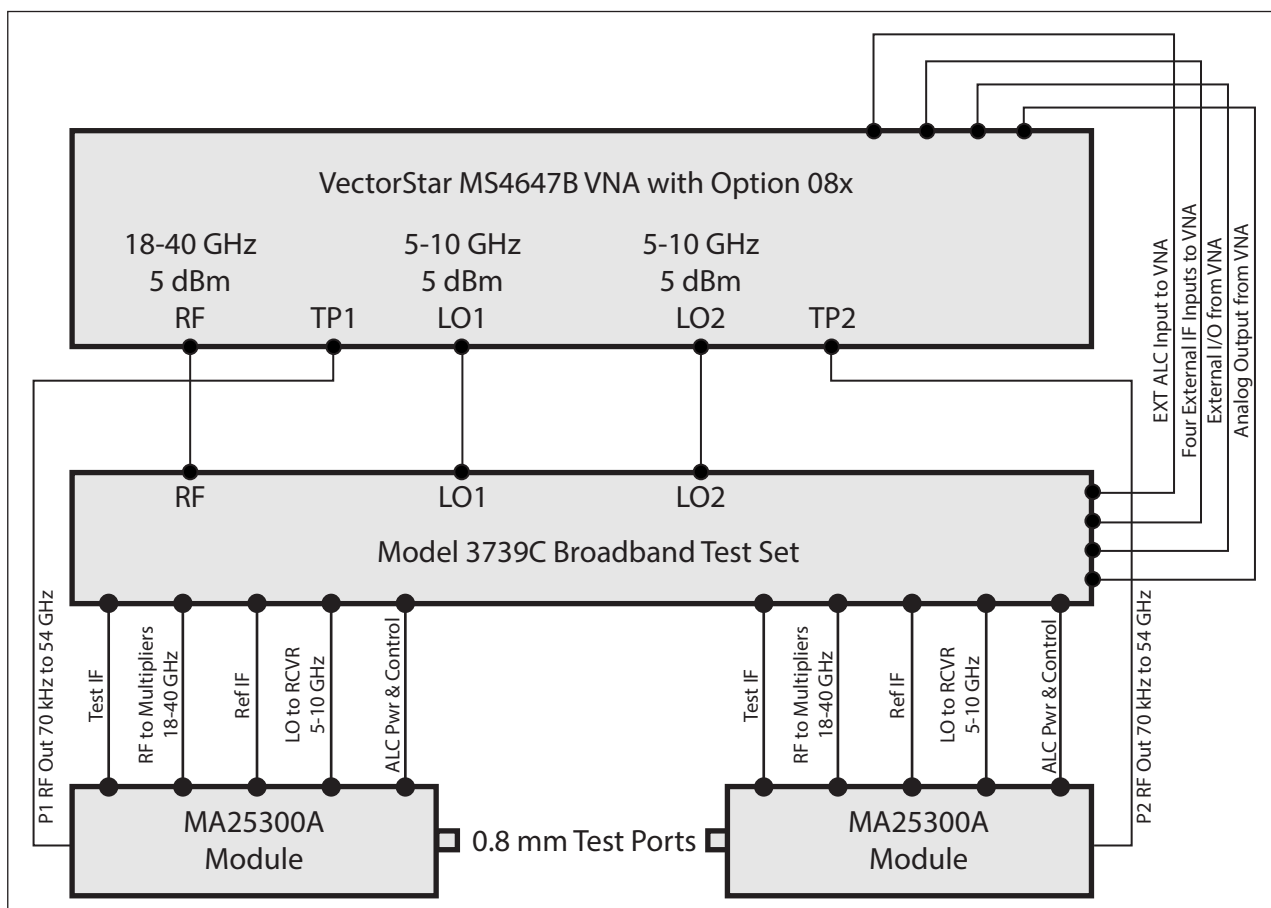 VectorStar MS4647B VNA with Option 08x
18-40 GHz
5 dBm
RF
TP1
5-10 GHz
5 dBm
LO1
5-10 GHz
5 dBm
LO2
TP2
EXT ALC Input to VNA
Four External IF Inputs to VNA
External I/O from VNA
Analog Output from VNA
RF
LO1
LO2
Model 3739C Broadband Test Set
P1 RF Out 70 kHz to 54 GHz
Test IF
RF to Multipliers
18-40 GHz
Ref IF
LO to RCVR
5-10 GHz
ALC Pwr & Control
Test IF
RF to Multipliers
18-40 GHz
Ref IF
LO to RCVR
5-10 GHz
ALC Pwr & Control
P2 RF Out 70 kHz to 54 GHz
MA25300A
Module
0.8 mm Test Ports
MA25300A
Module